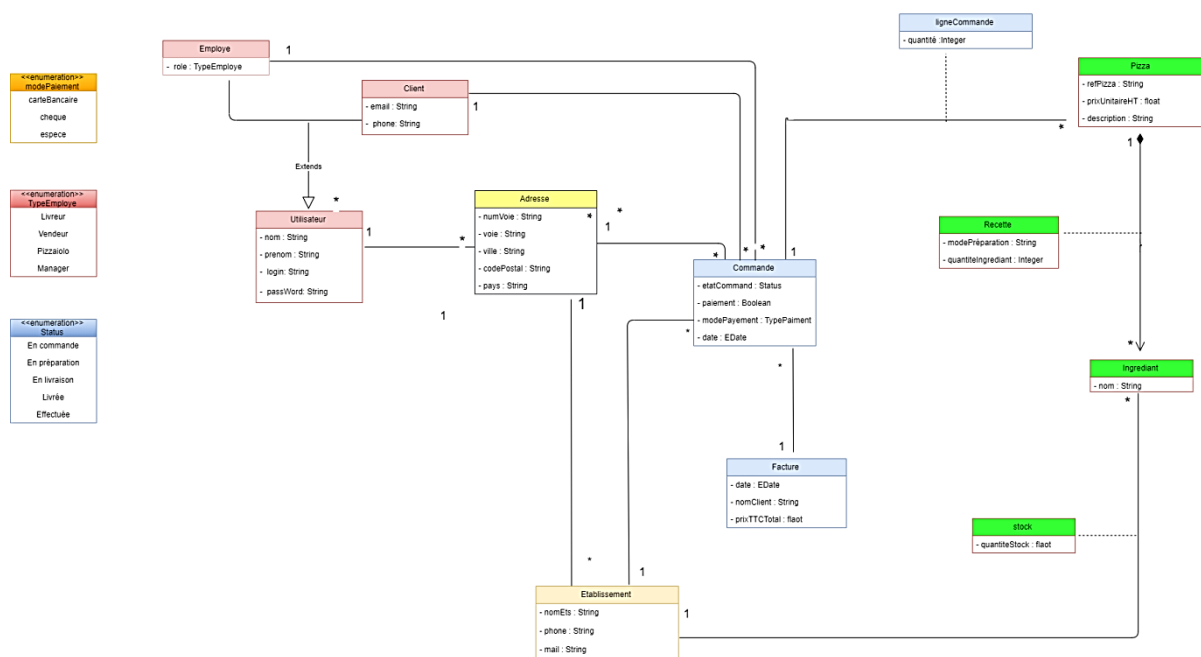 ligneCommande
- quantité :Integer
Employe
- role : TypeEmploye
1
Pizza
- refPizza : String
- prixUnitaireHT : float
- description : String
<<enumeration>>
modePaiement
carteBancaire
cheque
espece
Client
- email : String
- phone: String
1
*
1
Extends
<<enumeration>>
TypeEmploye
Livreur
Vendeur
Pizzaiolo
Manager
*
Utilisateur
- nom : String
- prenom : String
- login: String
- passWord: String
1
*
Adresse
- numVoie : String
- voie : String
- ville : String
- codePostal : String
- pays : String
*
*
1
1
1
*
*
*
1
Commande
- etatCommand : Status
- paiement : Boolean
- modePayement : TypePaiment
- date : EDate
*
*
Recette
- modePréparation : String
- quantiteIngrediant : Integer
<<enumeration>>
Status
En commande
En préparation
En livraison
Livrée
Effectuée
*
Ingrediant
- nom : String
*
1
Facture
- date : EDate
- nomClient : String
- prixTTCTotal : flaot
stock
- quantiteStock : flaot
*
1
Etablissement
- nomEts : String
- phone : String
- mail : String
1